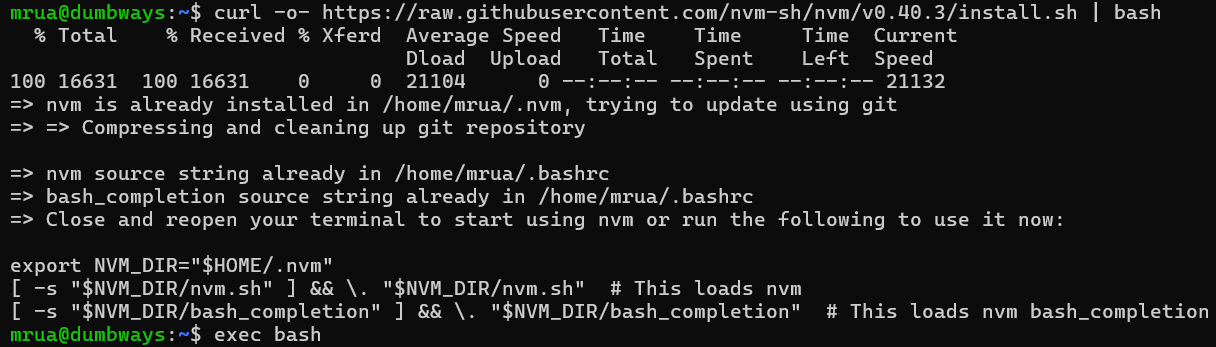 mrua@dumbways:~$ curl -o- https://raw.githubusercontent.com/nvm-sh/nvm/v0.40.3/install.sh | bash
  % Total    % Received % Xferd  Average Speed   Time    Time     Time  Current
                                 Dload  Upload   Total   Spent    Left  Speed
100 16631  100 16631    0     0  21104      0 --:--:-- --:--:-- --:--:-- 21132
=> nvm is already installed in /home/mrua/.nvm, trying to update using git
=> => Compressing and cleaning up git repository

=> nvm source string already in /home/mrua/.bashrc
=> bash_completion source string already in /home/mrua/.bashrc
=> Close and reopen your terminal to start using nvm or run the following to use it now:

export NVM_DIR="$HOME/.nvm"
[ -s "$NVM_DIR/nvm.sh" ] && \. "$NVM_DIR/nvm.sh"  # This loads nvm
[ -s "$NVM_DIR/bash_completion" ] && \. "$NVM_DIR/bash_completion"  # This loads nvm bash_completion
mrua@dumbways:~$ exec bash